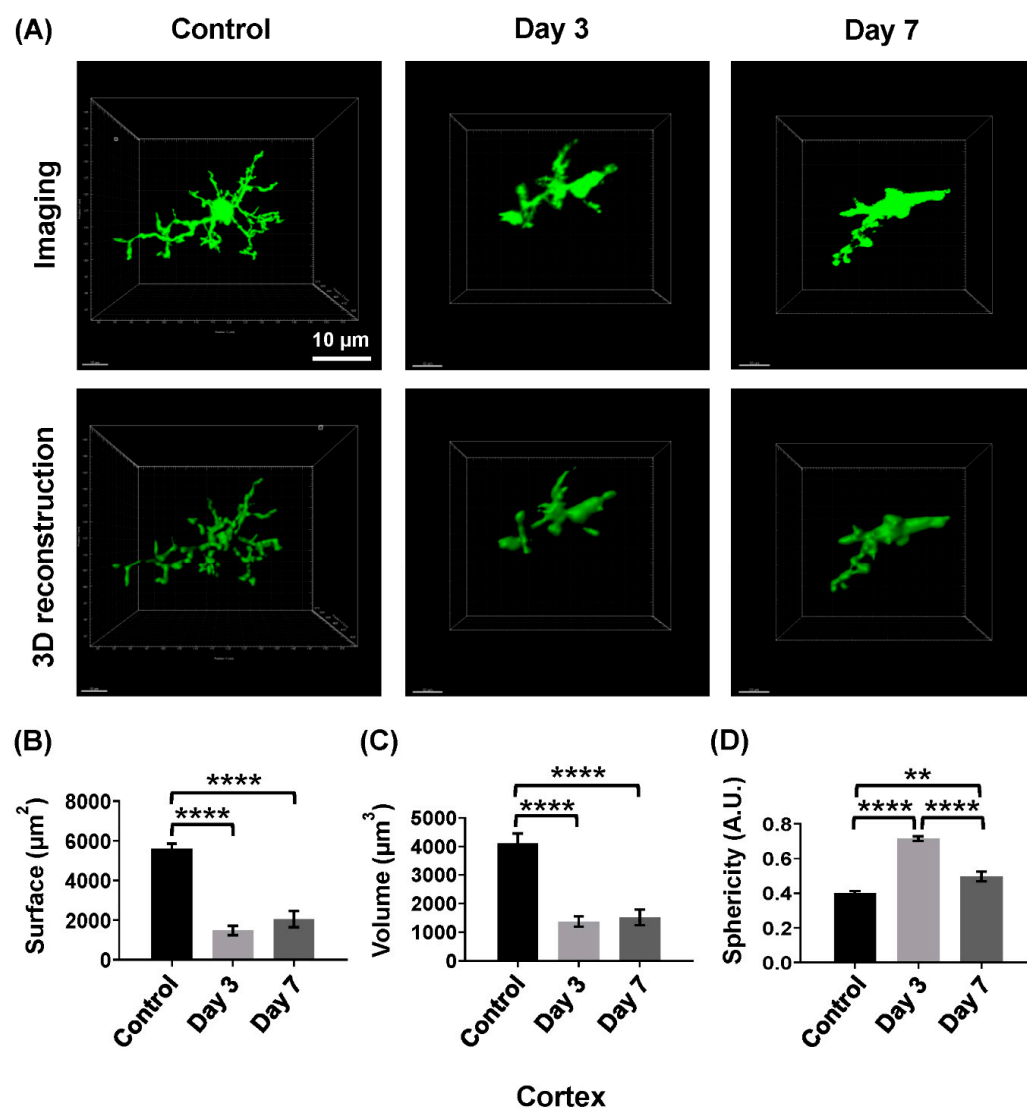 (A) Control Day 3 Day 7
Imaging
10 µm
3D reconstruction
(B) (C) (D)
Surface (µm²)
8000
6000
4000
2000
0
****
****
Control Day 3 Day 7
Volume (µm³)
5000
4000
3000
2000
1000
0
****
****
Control Day 3 Day 7
Sphericity (A.U.)
0.8
0.6
0.4
0.2
0.0
**
**** ****
Control Day 3 Day 7
Cortex